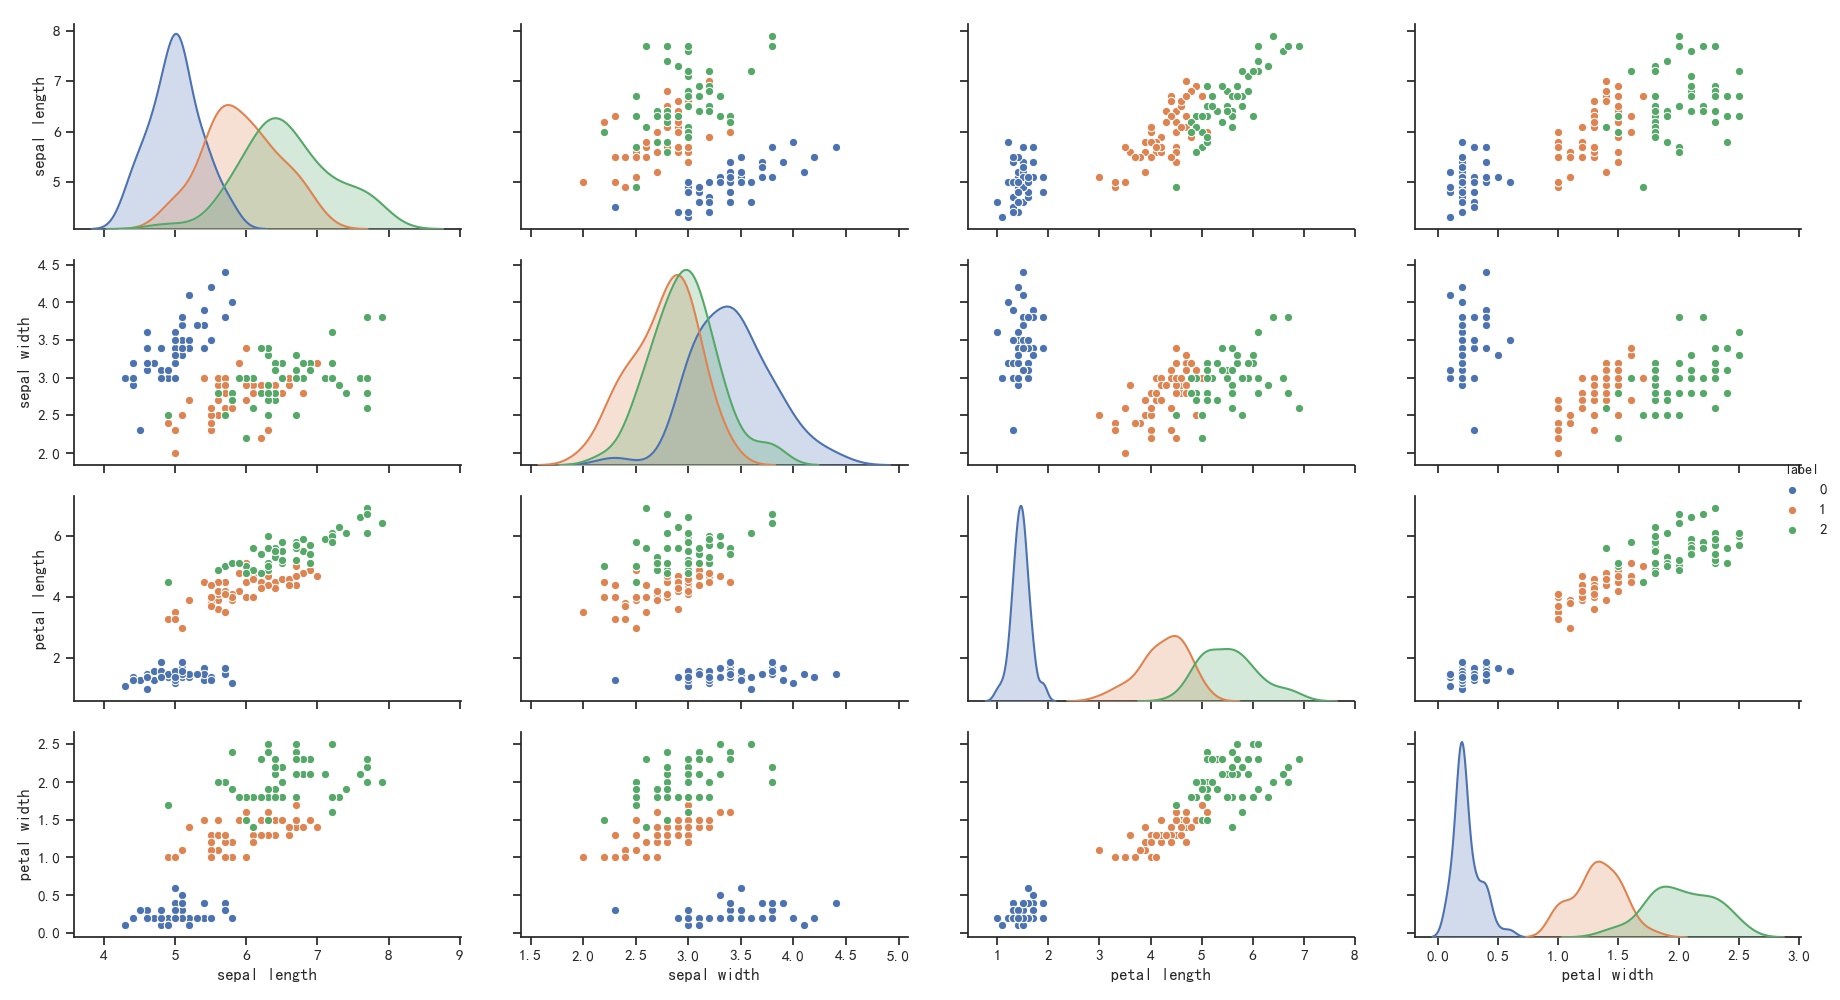 8
7
6
5
sepal length
4.5
4.0
3.5
3.0
2.5
2.0
sepal width
label
0
1
2
6
4
2
petal length
2.5
2.0
1.5
1.0
0.5
0.0
petal width
4 5 6 7 8 9
sepal length
1.5 2.0 2.5 3.0 3.5 4.0 4.5 5.0
sepal width
1 2 3 4 5 6 7 8
petal length
0.0 0.5 1.0 1.5 2.0 2.5 3.0
petal width